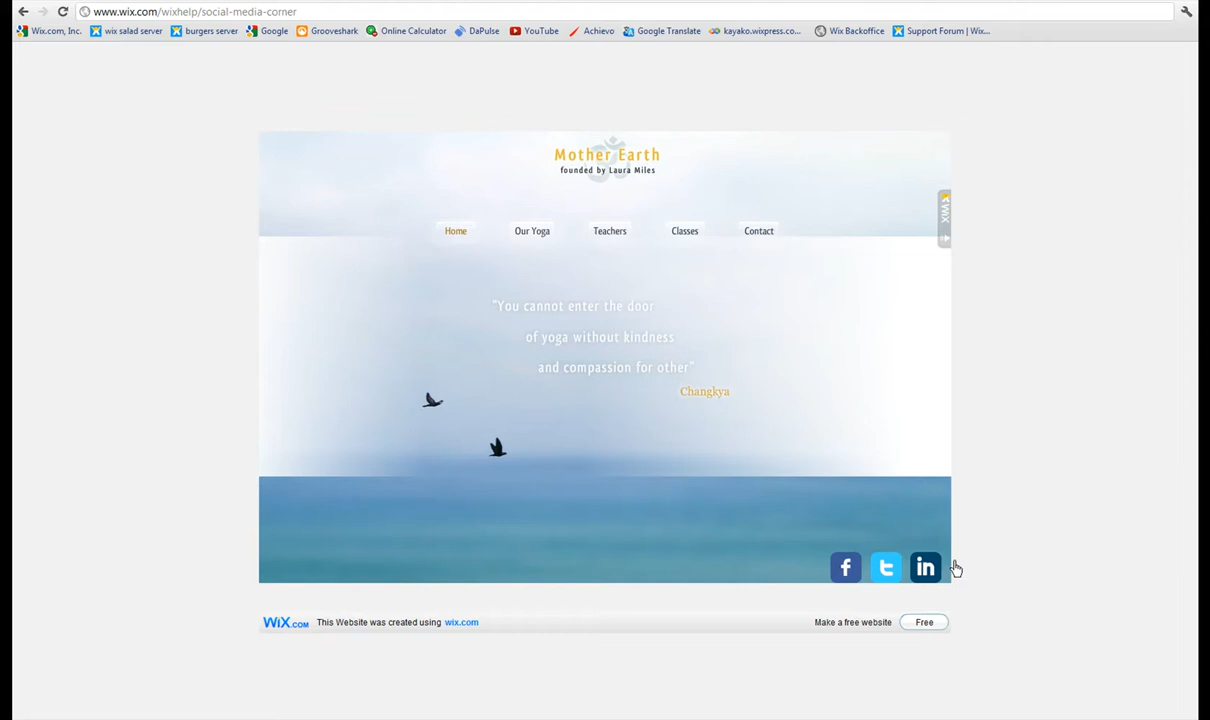 www.wix.com/wixhelp/social-media-corner
Wix.com, Inc. wix salad server burgers server Google Grooveshark Online Calculator DaPulse YouTube Achievo Google Translate kayako.wixpress.co... Wix Backoffice Support Forum | Wix...
Mother Earth
founded by Laura Miles
WiX
Home Our Yoga Teachers Classes Contact
"You cannot enter the door
of yoga without kindness
and compassion for other"
Changkya
f t in
WiX.COM This Website was created using wix.com Make a free website Free